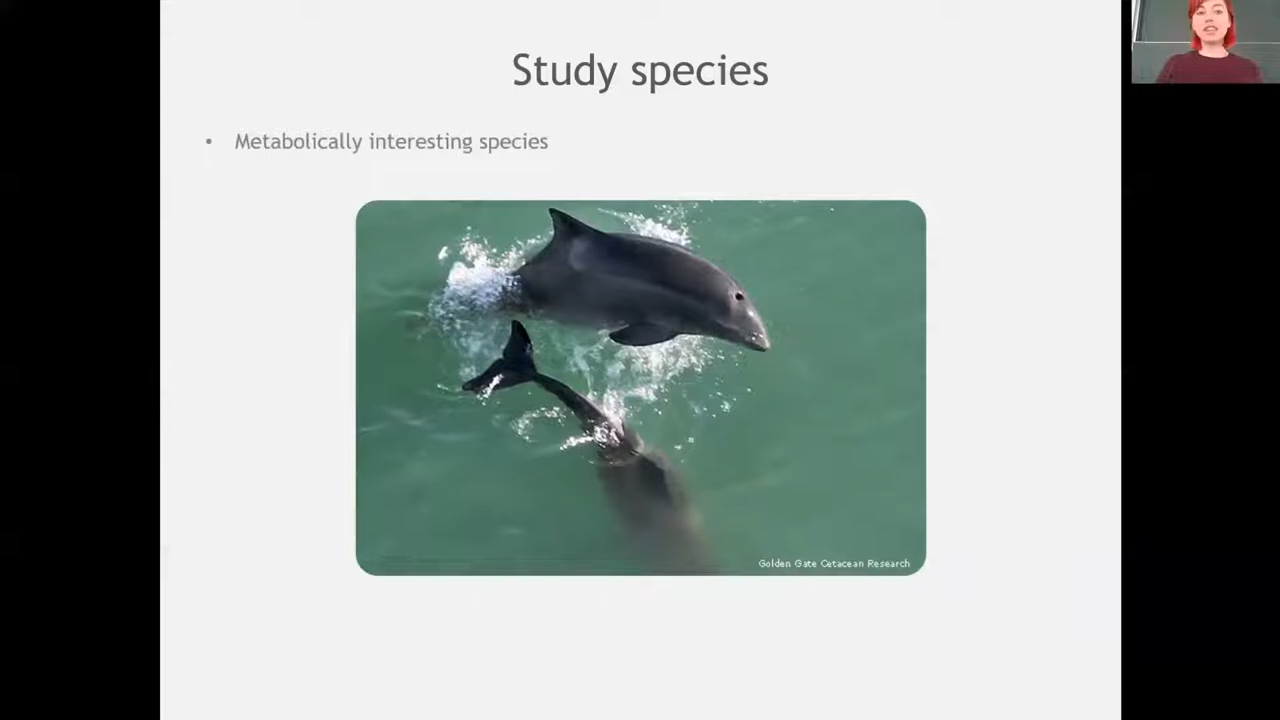 Study species
• Metabolically interesting species
Golden Gate Cetacean Research